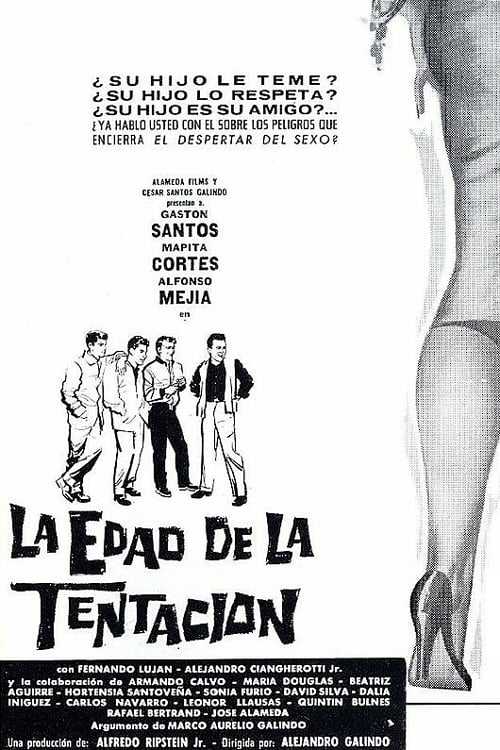 ¿SU HIJO LE TEME?
¿SU HIJO LO RESPETA?
¿SU HIJO ES SU AMIGO?...
¿YA HABLO USTED CON EL SOBRE LOS PELIGROS QUE
ENCIERRA EL DESPERTAR DEL SEXO?
ALAMEDA FILMS Y
CESAR SANTOS GALINDO
presentan a.
GASTON
SANTOS
MAPITA
CORTES
ALFONSO
MEJIA
en
LA EDAD DE LA
TENTACION
con FERNANDO LUJAN - ALEJANDRO CIANGHEROTTI Jr.
y la colaboración de ARMANDO CALVO - MARIA DOUGLAS - BEATRIZ
AGUIRRE - HORTENSIA SANTOVEÑA - SONIA FURIO - DAVID SILVA - DALIA
INIGUEZ - CARLOS NAVARRO - LEONOR LLAUSAS - QUINTIN BULNES
RAFAEL BERTRAND - JOSE ALAMEDA
Argumento de MARCO AURELIO GALINDO
Una producción de: ALFREDO RIPSTEIN Jr. - Dirigida por: ALEJANDRO GALINDO